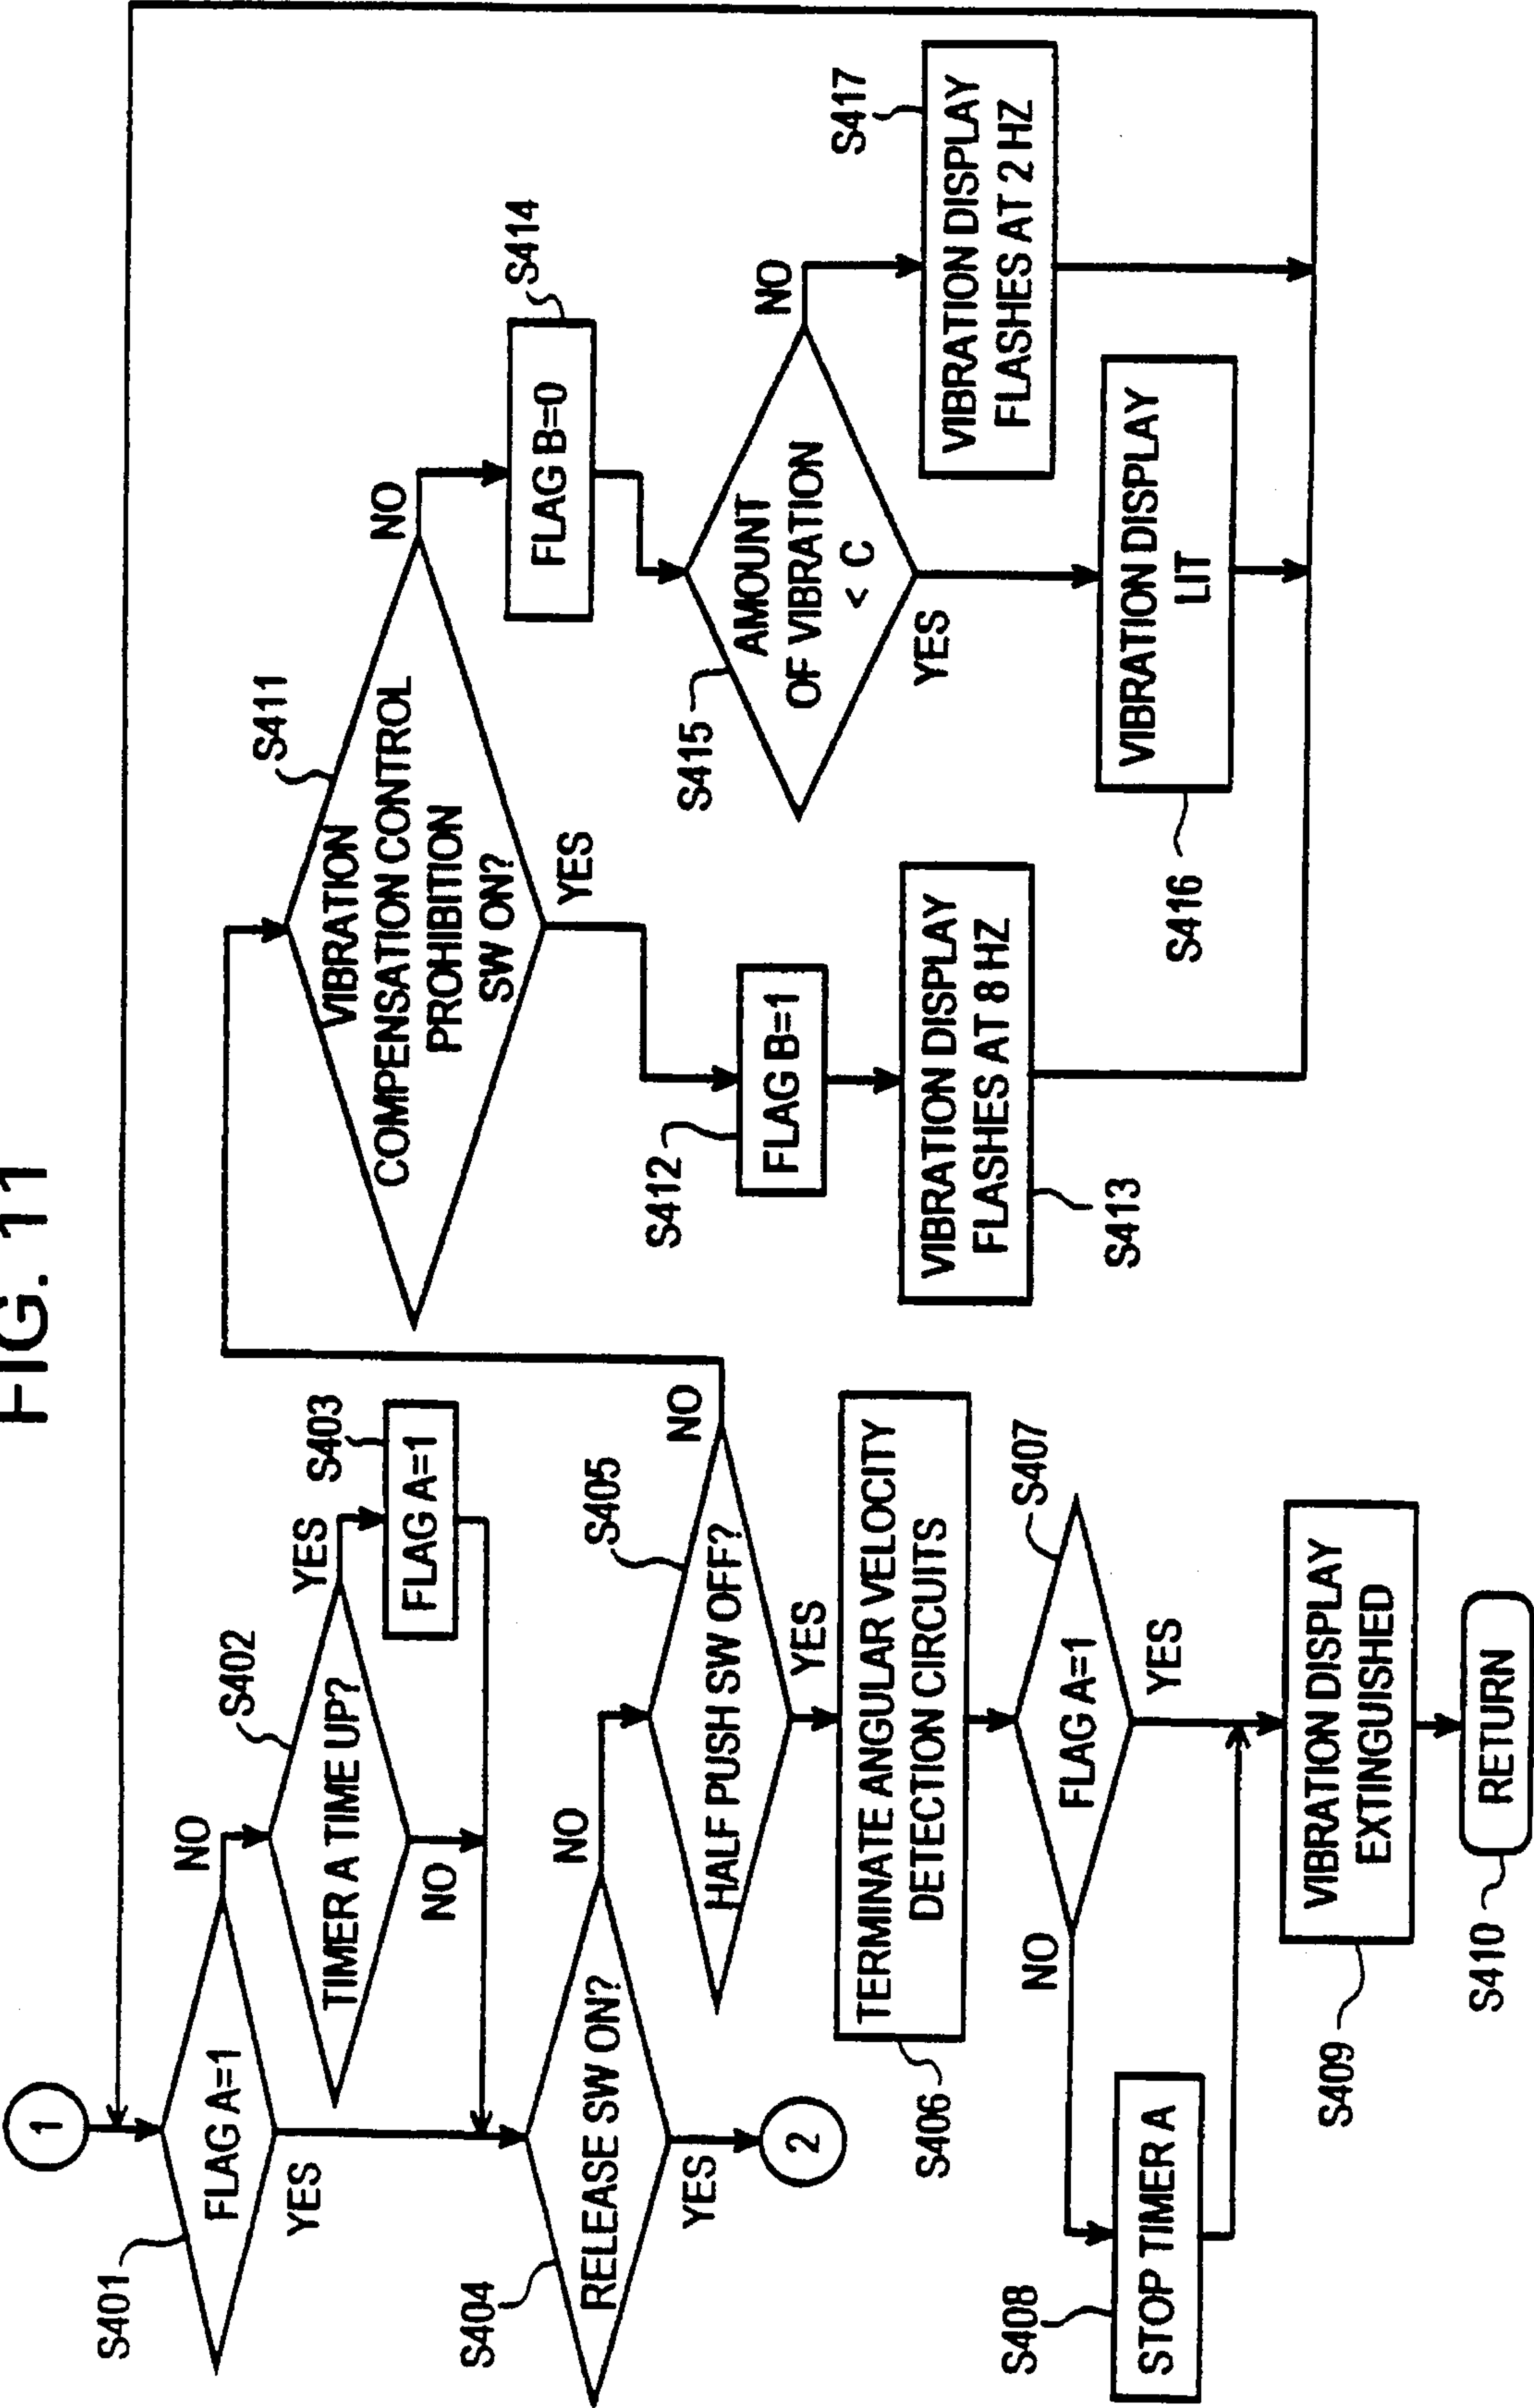 FIG. 11
1
S401
FLAG A=1
NO
YES
S402
TIMER A TIME UP?
YES
NO
S403
FLAG A=1
S404
RELEASE SW ON?
NO
YES
2
S405
HALF PUSH SW OFF?
NO
YES
S406
TERMINATE ANGULAR VELOCITY
DETECTION CIRCUITS
S407
FLAG A=1
NO
YES
S408
STOP TIMER A
S409
VIBRATION DISPLAY
EXTINGUISHED
S410
RETURN
S411
VIBRATION
COMPENSATION CONTROL
PROHIBITION
SW ON?
NO
YES
S412
FLAG B=1
S413
VIBRATION DISPLAY
FLASHES AT 8 HZ
S414
FLAG B=0
S415
AMOUNT
OF VIBRATION
< C
NO
YES
S416
VIBRATION DISPLAY
LIT
S417
VIBRATION DISPLAY
FLASHES AT 2 HZ